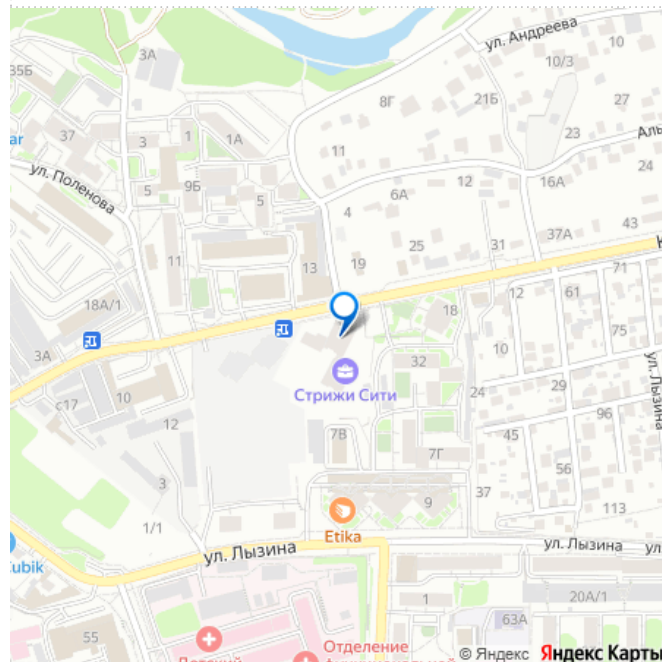 ул. Андреева
10
3А
10/3
35Б
8Г
21Б
27
37
3
1
1А
23
11
Аль
ул. Поленова
5
9Б
5
6А
12
16А
24
4
43
37А
25
31
11
13
19
71
12
61
18А/1
18
75
3А
32
10
24
29
ул. Лызина
с17
Стрижи Сити
96
12
45
7В
7Г
56
3
37
9
113
1/1
Etika
ул. Лызина
ул. Лызина
ул.
Kubik
20А/1
1
63А
55
Отделение
© Яндекс
Яндекс Карты